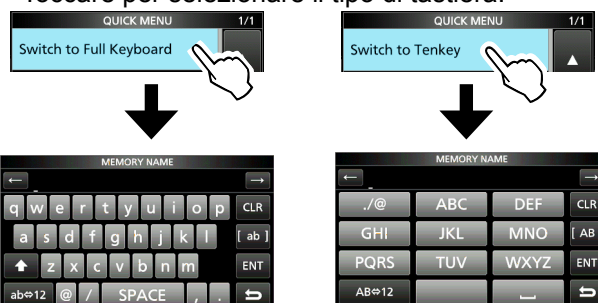 Toccare per selezionare il tipo di tastiera.
QUICK MENU 1/1
Switch to Full Keyboard
QUICK MENU 1/1
Switch to Tenkey
MEMORY NAME
q w e r t y u i o p CLR
a s d f g h j k l [ ab ]
z x c v b n m ENT
ab⇔12 @ / SPACE , .
MEMORY NAME
./@ ABC DEF CLR
GHI JKL MNO [ AB
PQRS TUV WXYZ ENT
AB⇔12